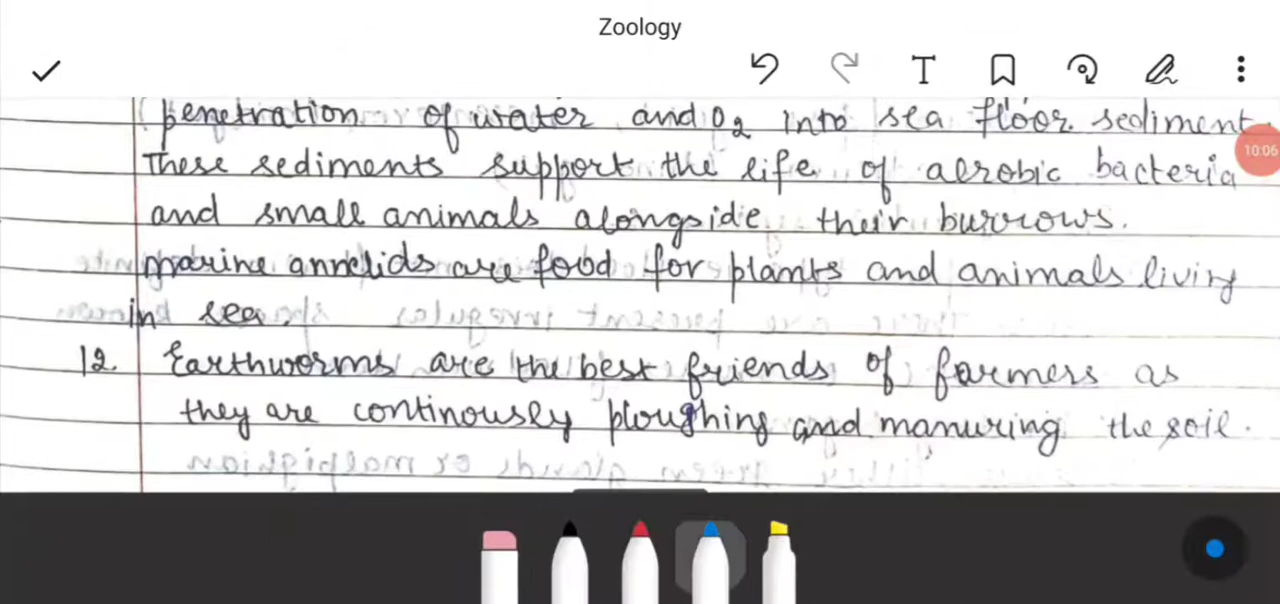 Zoology
penetration of water and O2 into sea floor sediment.
10:06
These sediments support the life of aerobic bacteria
and small animals alongside their burrows.
Marine annelids are food for plants and animals living
in sea.
12. Earthworms are the best friends of farmers as
they are continously ploughing and manuring the soil.